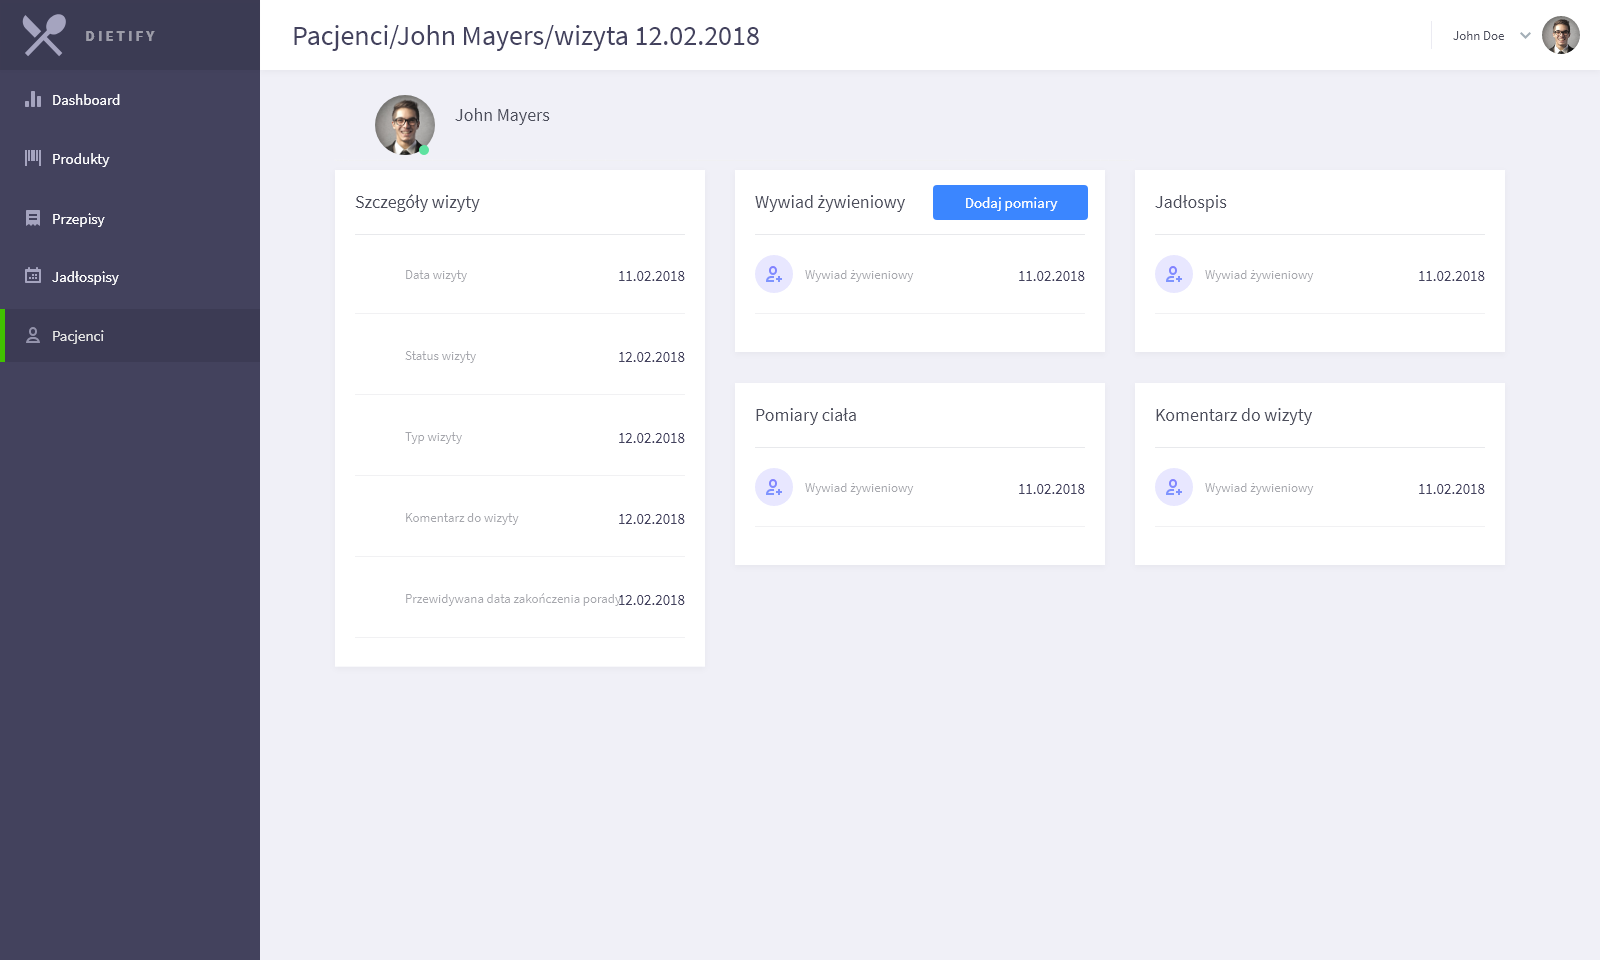 DIETIFY
Pacjenci/John Mayers/wizyta 12.02.2018
John Doe
Dashboard
Produkty
Przepisy
Jadłospisy
Pacjenci
John Mayers
Szczegóły wizyty
Data wizyty 11.02.2018
Status wizyty 12.02.2018
Typ wizyty 12.02.2018
Komentarz do wizyty 12.02.2018
Przewidywana data zakończenia porady 12.02.2018
Wywiad żywieniowy Dodaj pomiary
Wywiad żywieniowy 11.02.2018
Jadłospis
Wywiad żywieniowy 11.02.2018
Pomiary ciała
Wywiad żywieniowy 11.02.2018
Komentarz do wizyty
Wywiad żywieniowy 11.02.2018